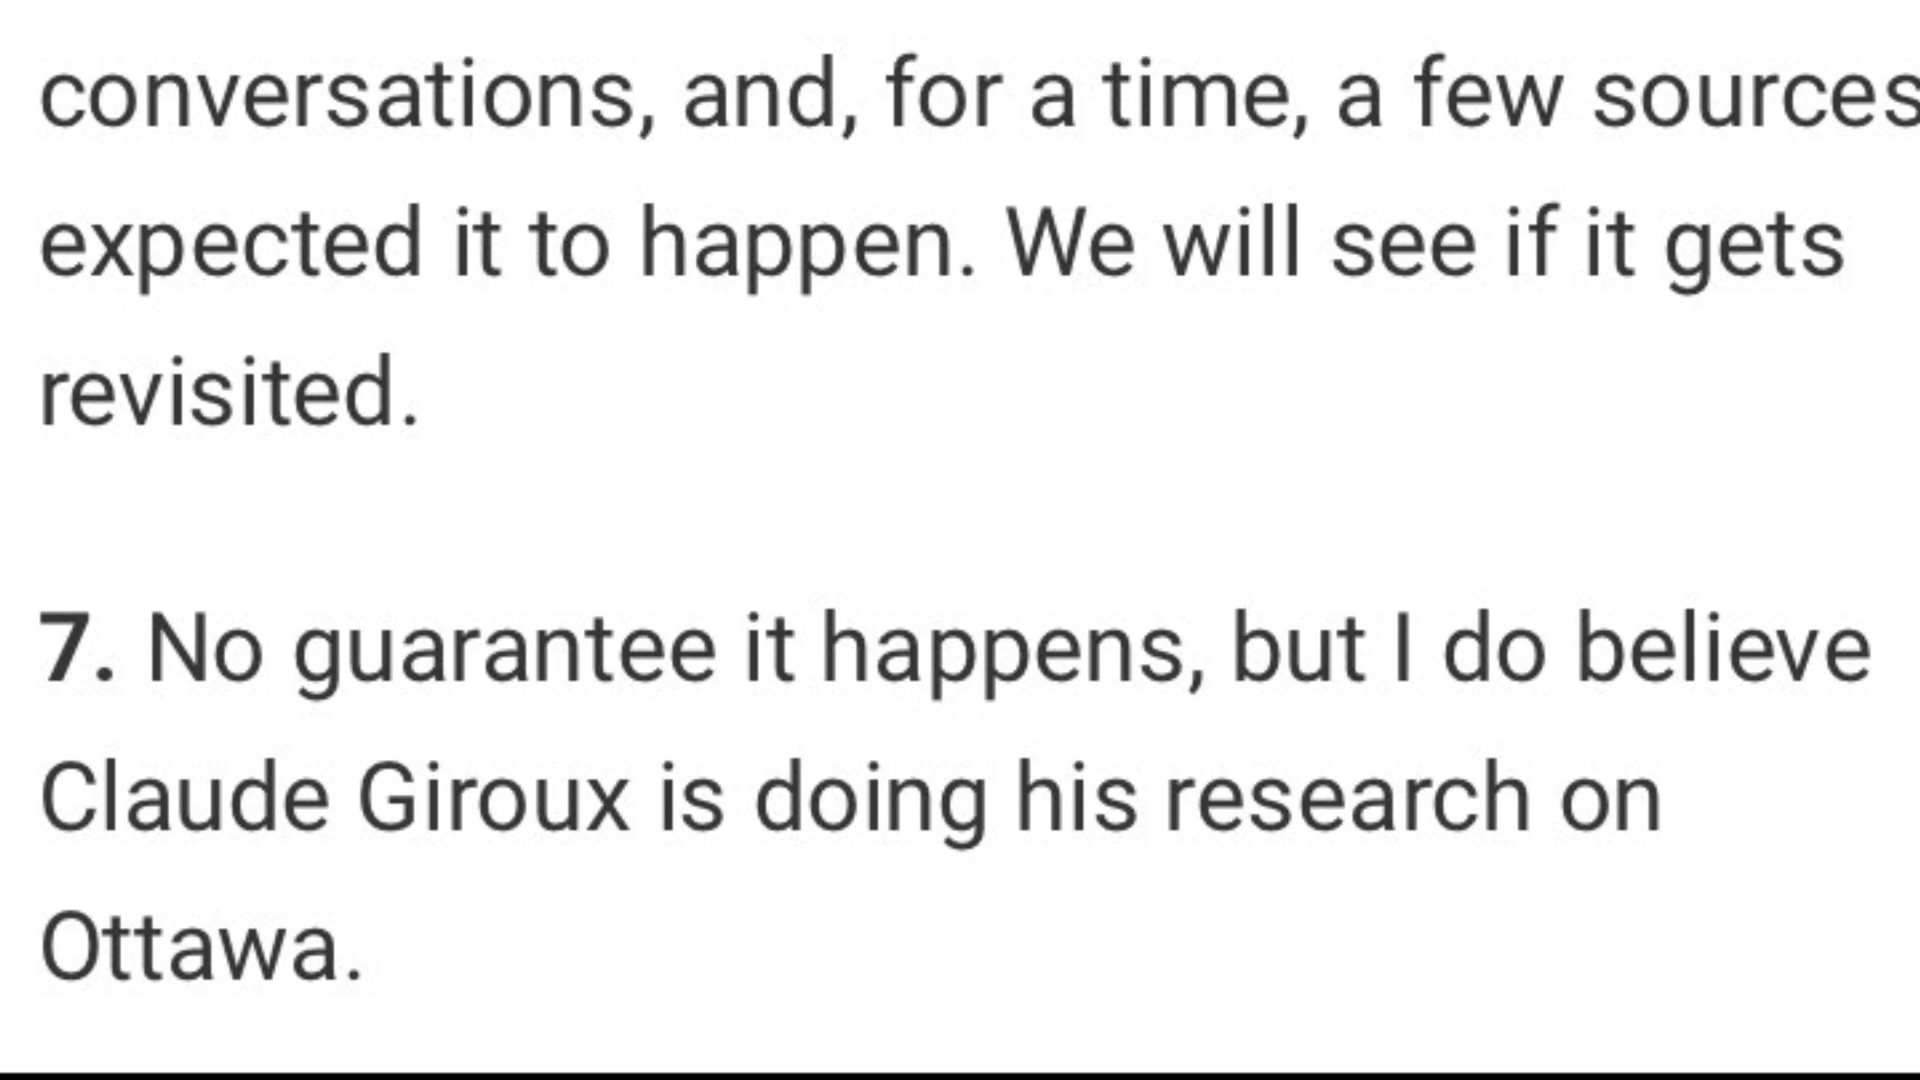 conversations, and, for a time, a few sources
expected it to happen. We will see if it gets
revisited.
7. No guarantee it happens, but I do believe
Claude Giroux is doing his research on
Ottawa.